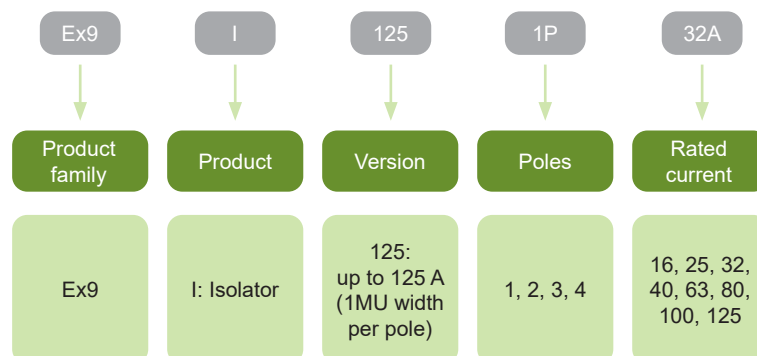 Ex9
I
125
1P
32A
Product
family
Product
Version
Poles
Rated
current
Ex9
I: Isolator
125:
up to 125 A
(1MU width
per pole)
1, 2, 3, 4
16, 25, 32,
40, 63, 80,
100, 125